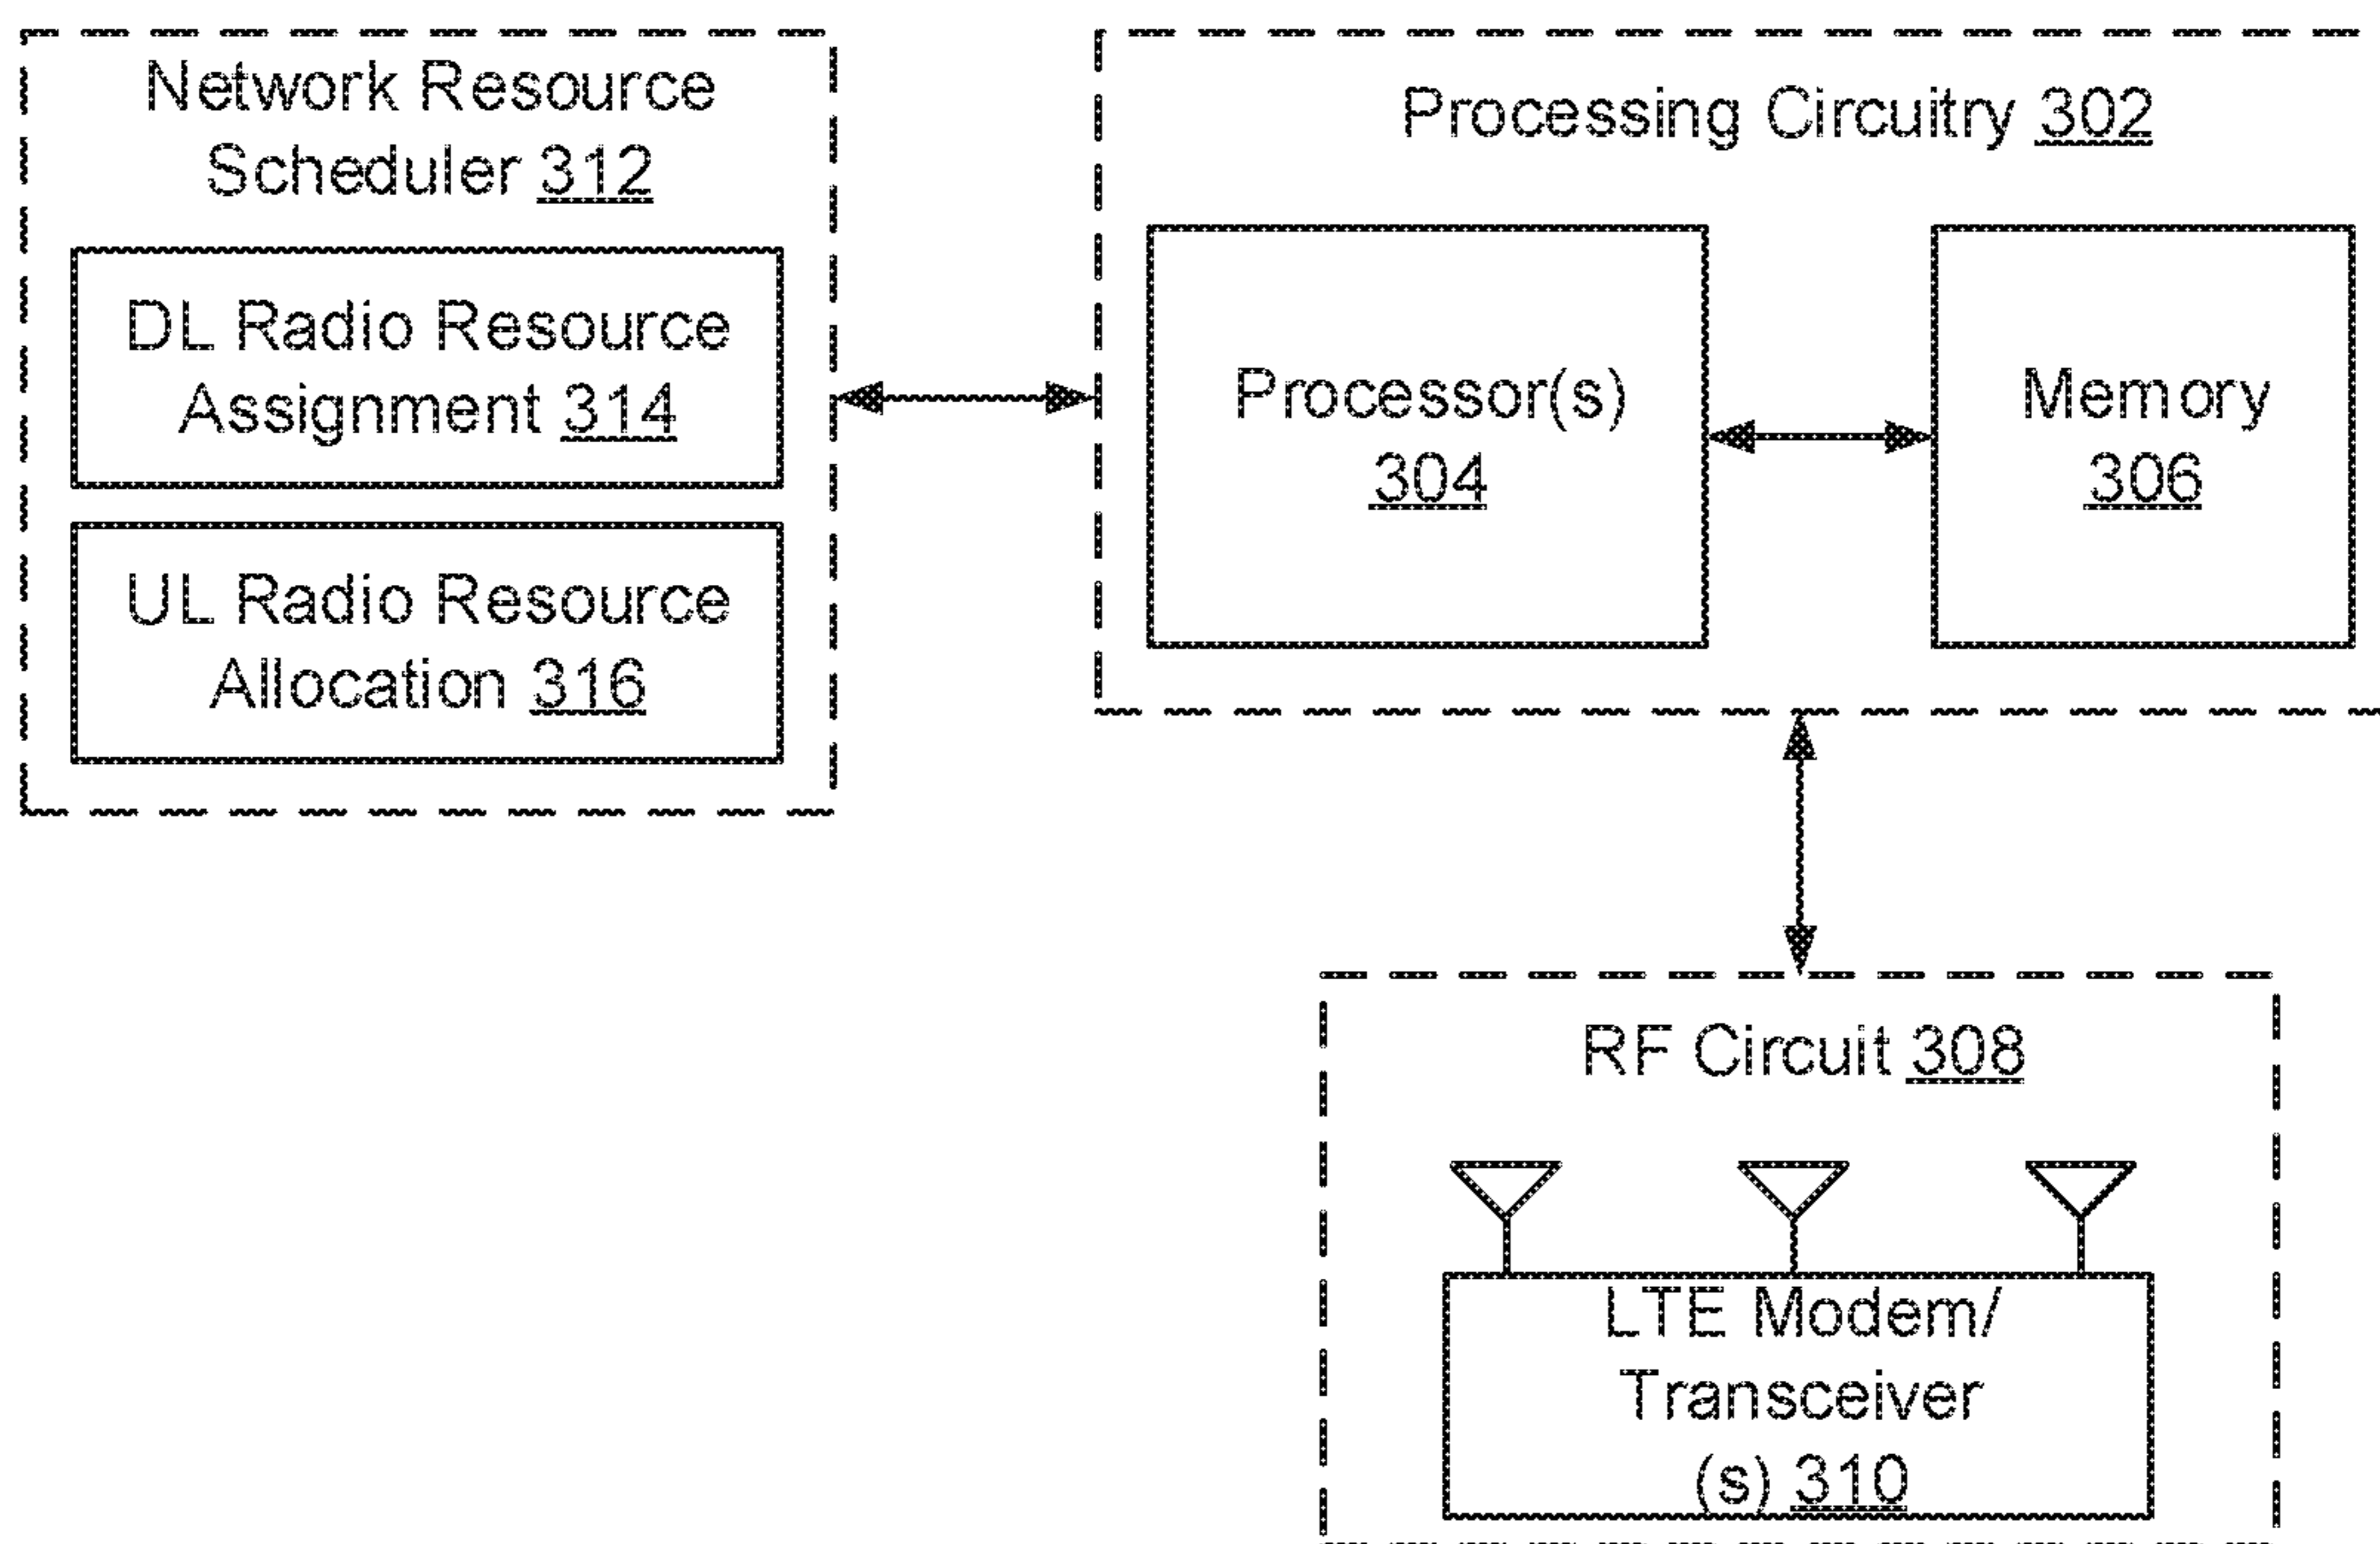 Network Resource
Scheduler 312
DL Radio Resource
Assignment 314
UL Radio Resource
Allocation 316
Processing Circuitry 302
Processor(s)
304
Memory
306
RF Circuit 308
LTE Modem/
Transceiver
(s) 310